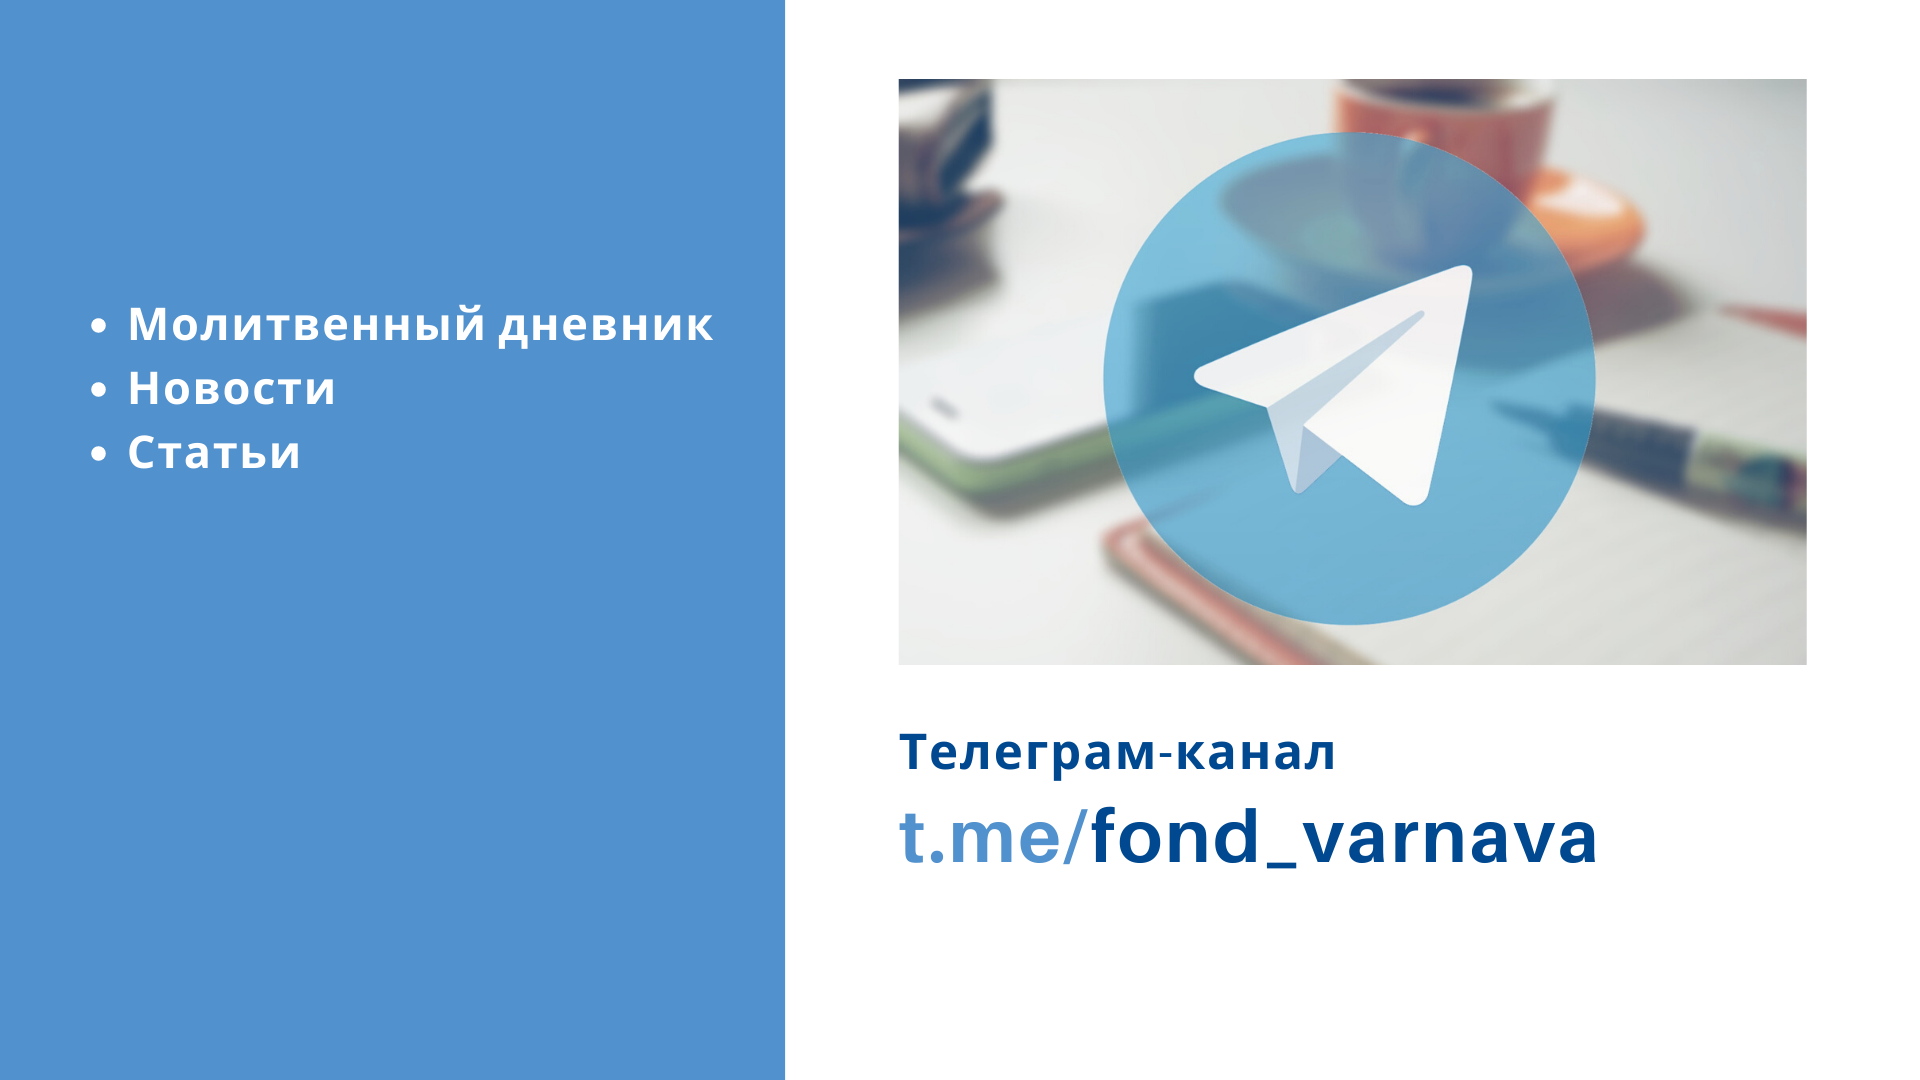 • Молитвенный дневник
• Новости
• Статьи
Телеграм-канал
t.me/fond_varnava